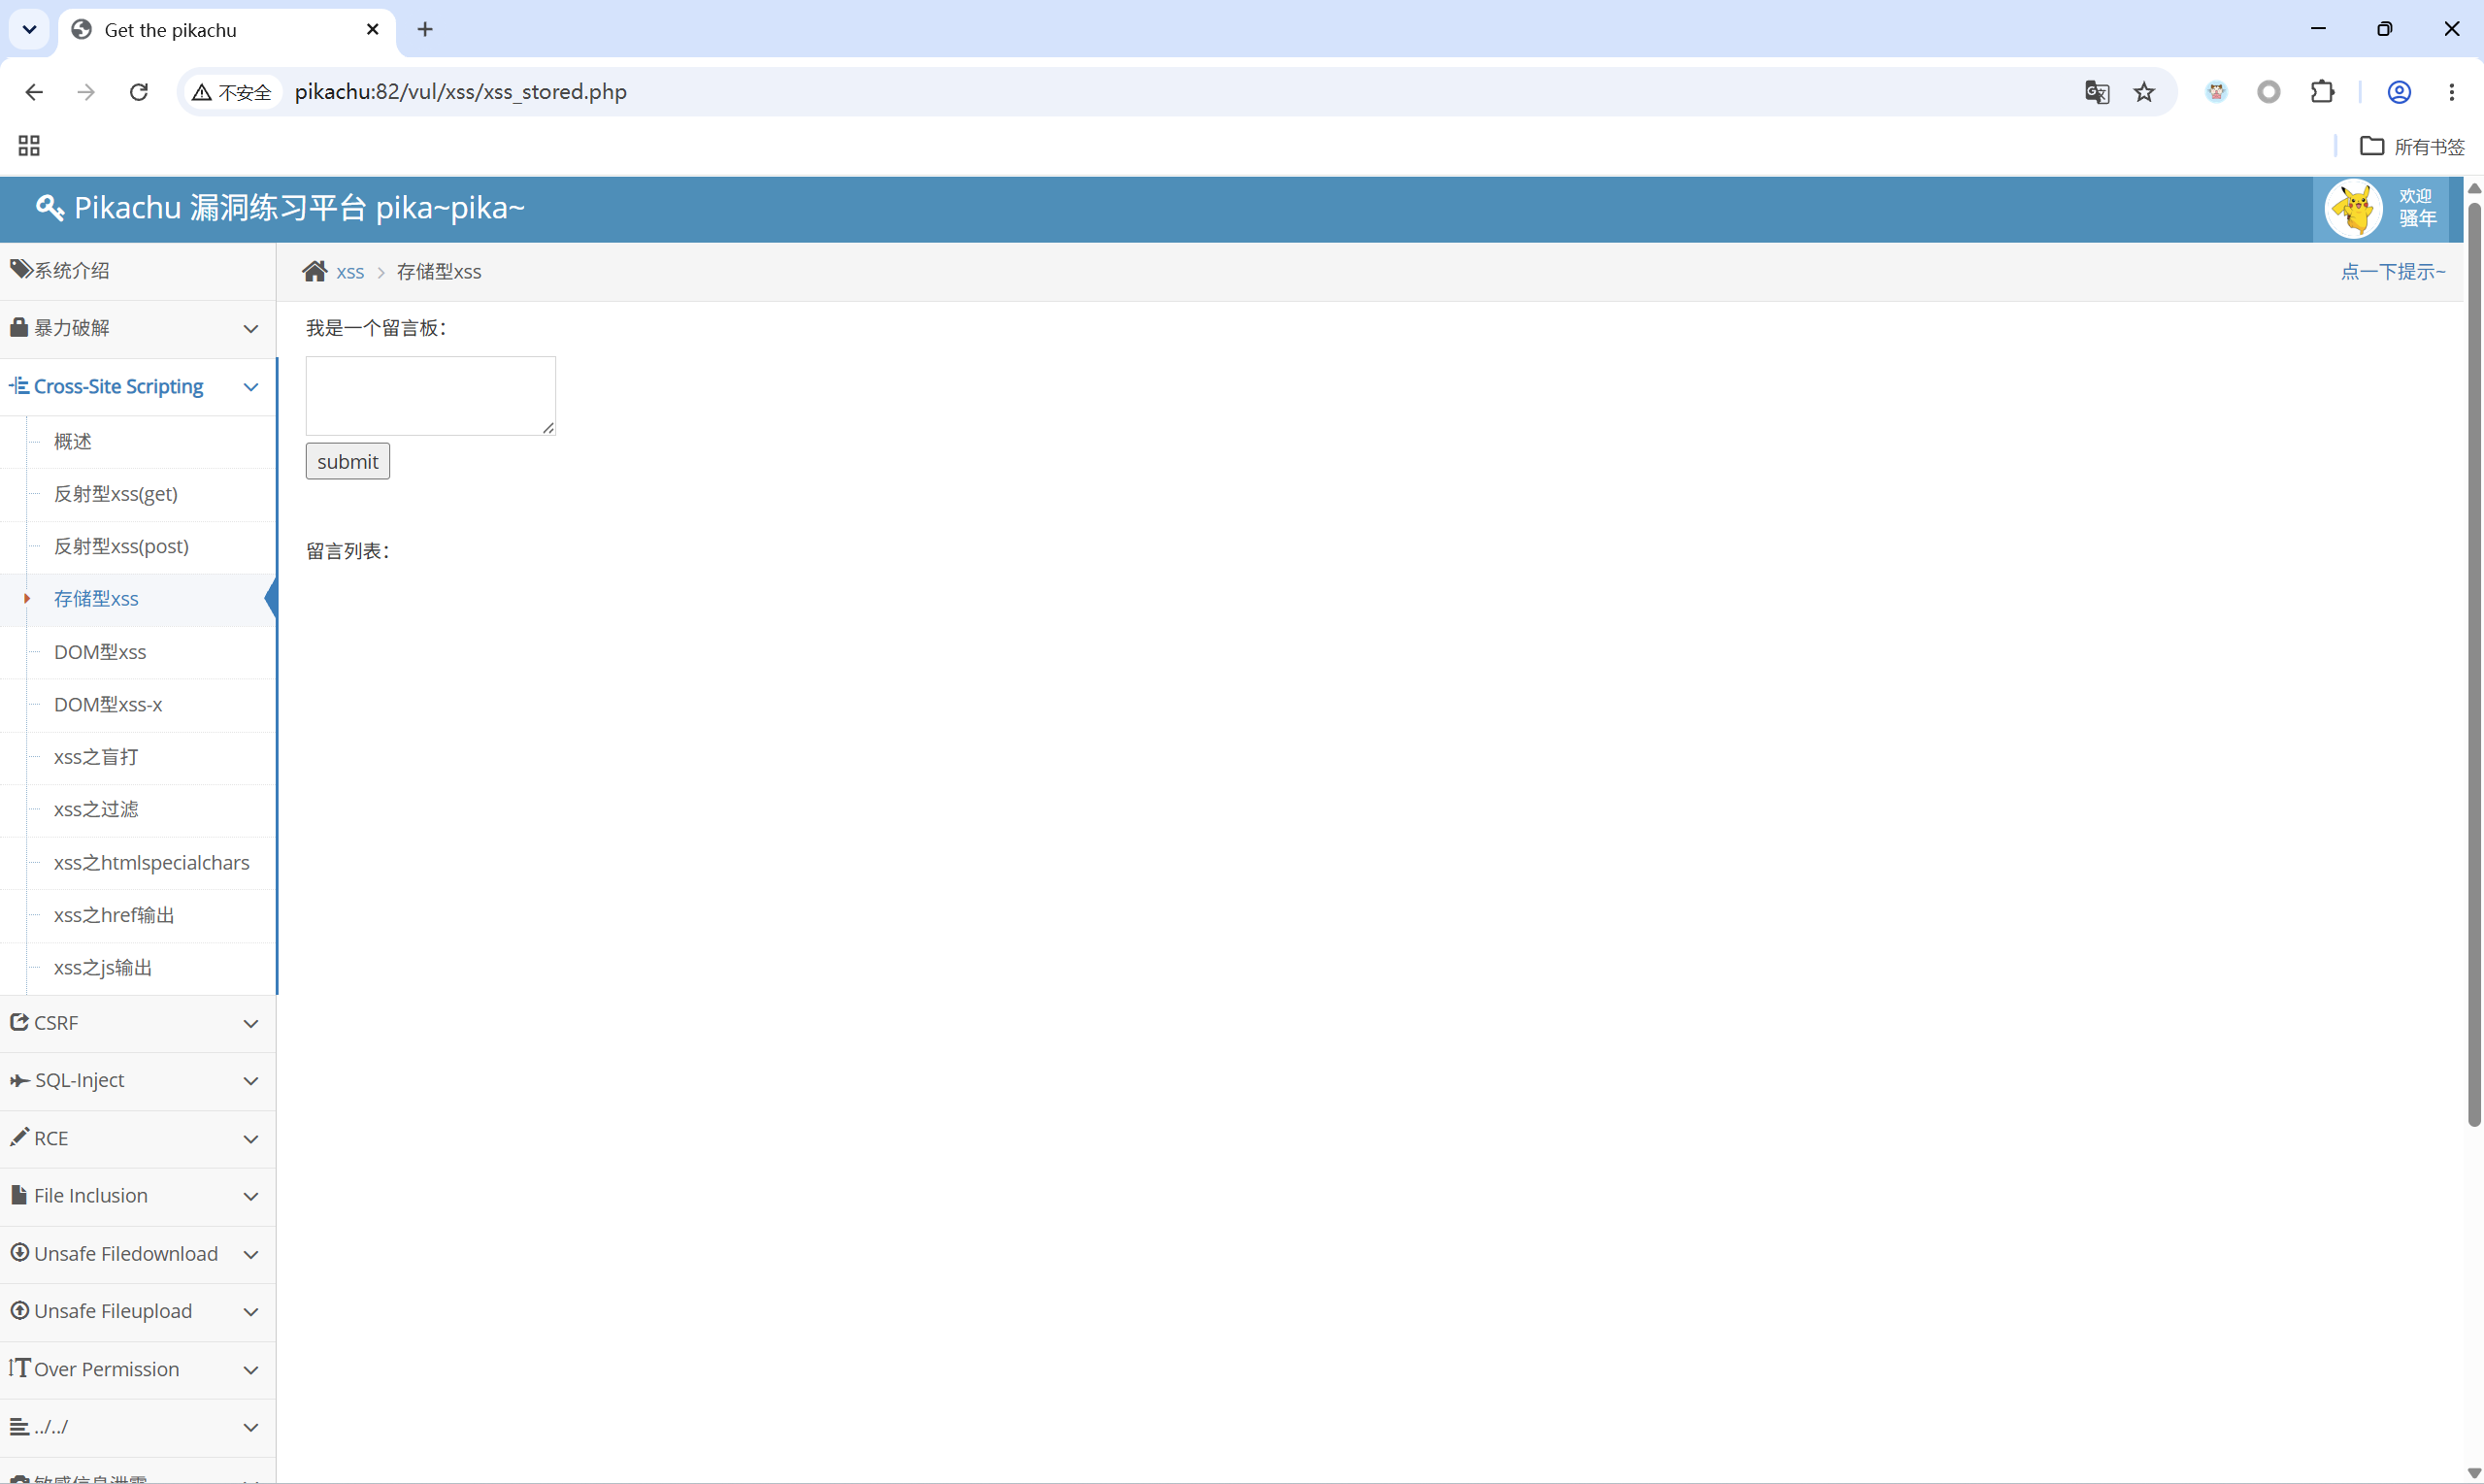 Get the pikachu
不安全
pikachu:82/vul/xss/xss_stored.php
所有书签
Pikachu 漏洞练习平台 pika~pika~
欢迎
骚年
系统介绍
暴力破解
Cross-Site Scripting
概述
反射型xss(get)
反射型xss(post)
存储型xss
DOM型xss
DOM型xss-x
xss之盲打
xss之过滤
xss之htmlspecialchars
xss之href输出
xss之js输出
CSRF
SQL-Inject
RCE
File Inclusion
Unsafe Filedownload
Unsafe Fileupload
Over Permission
../../
敏感信息泄露
xss > 存储型xss
点一下提示~
我是一个留言板：
submit
留言列表：